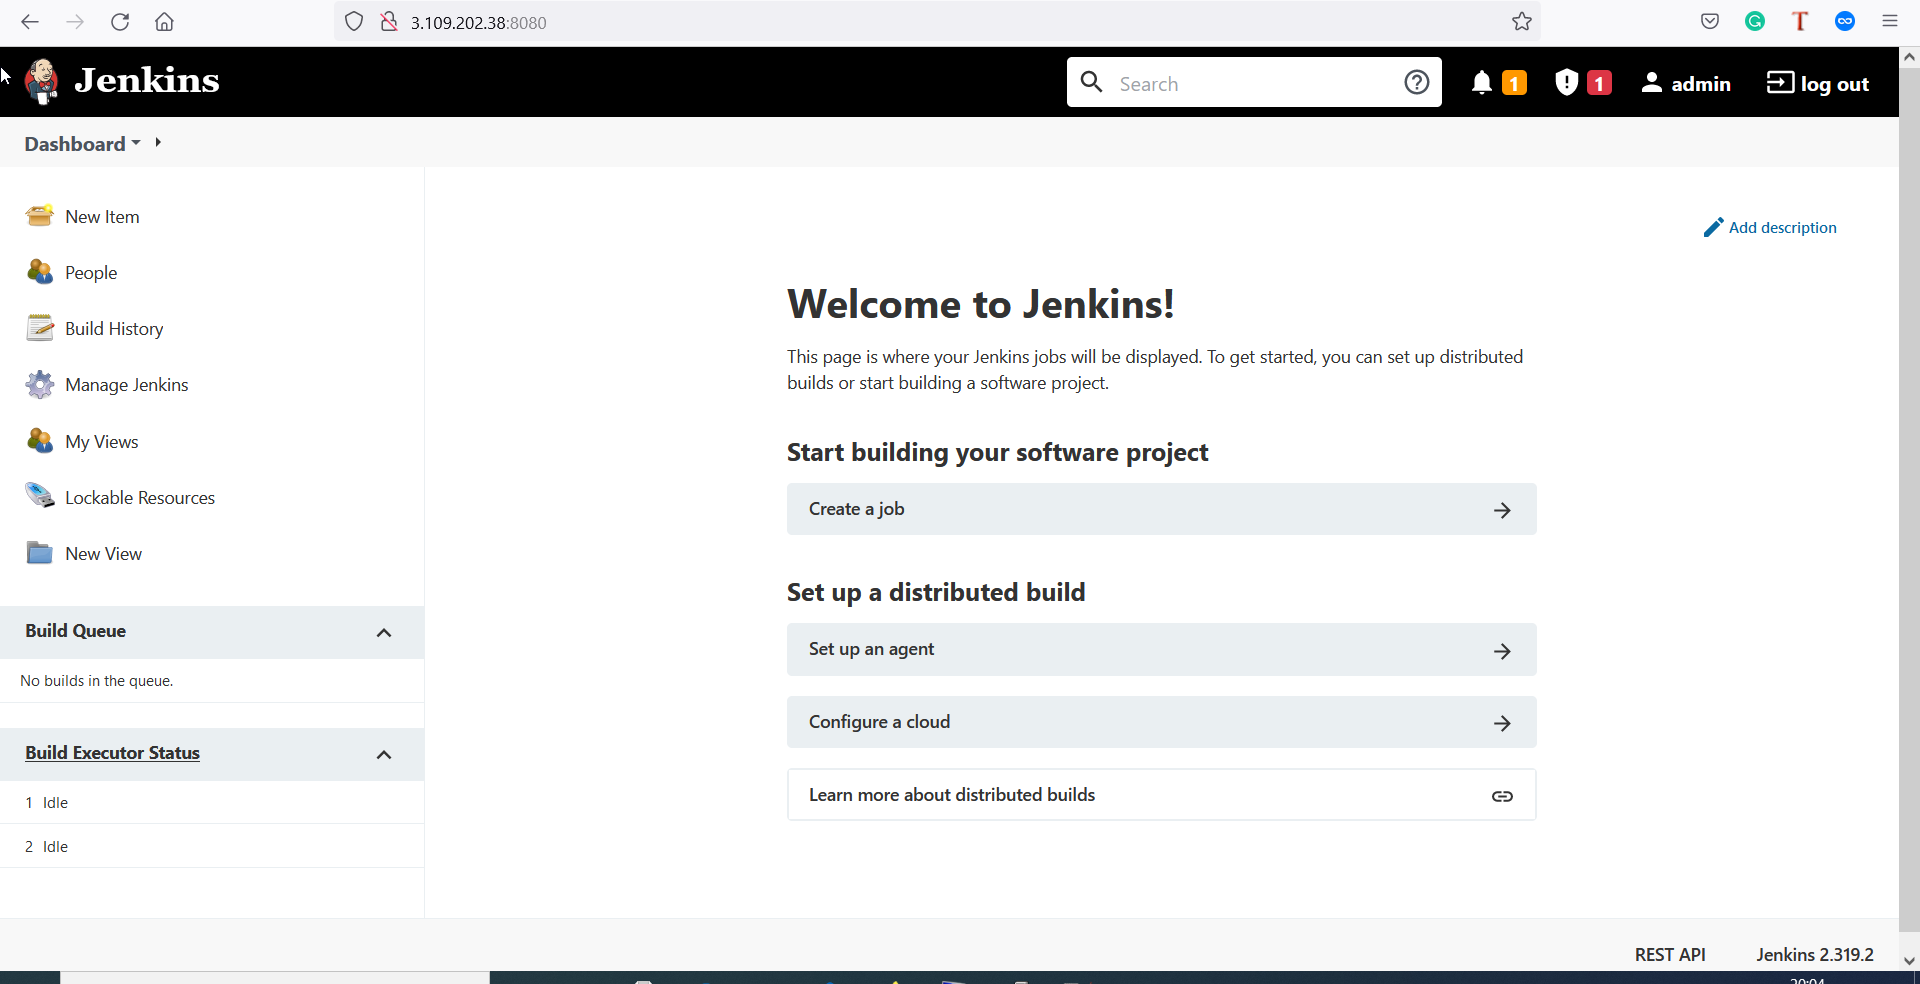 3.109.202.38:8080
Jenkins
Search
1
1
admin
log out
Dashboard
New Item
People
Build History
Manage Jenkins
My Views
Lockable Resources
New View
Build Queue
No builds in the queue.
Build Executor Status
1 Idle
2 Idle
Add description
Welcome to Jenkins!
This page is where your Jenkins jobs will be displayed. To get started, you can set up distributed
builds or start building a software project.
Start building your software project
Create a job
Set up a distributed build
Set up an agent
Configure a cloud
Learn more about distributed builds
REST API
Jenkins 2.319.2